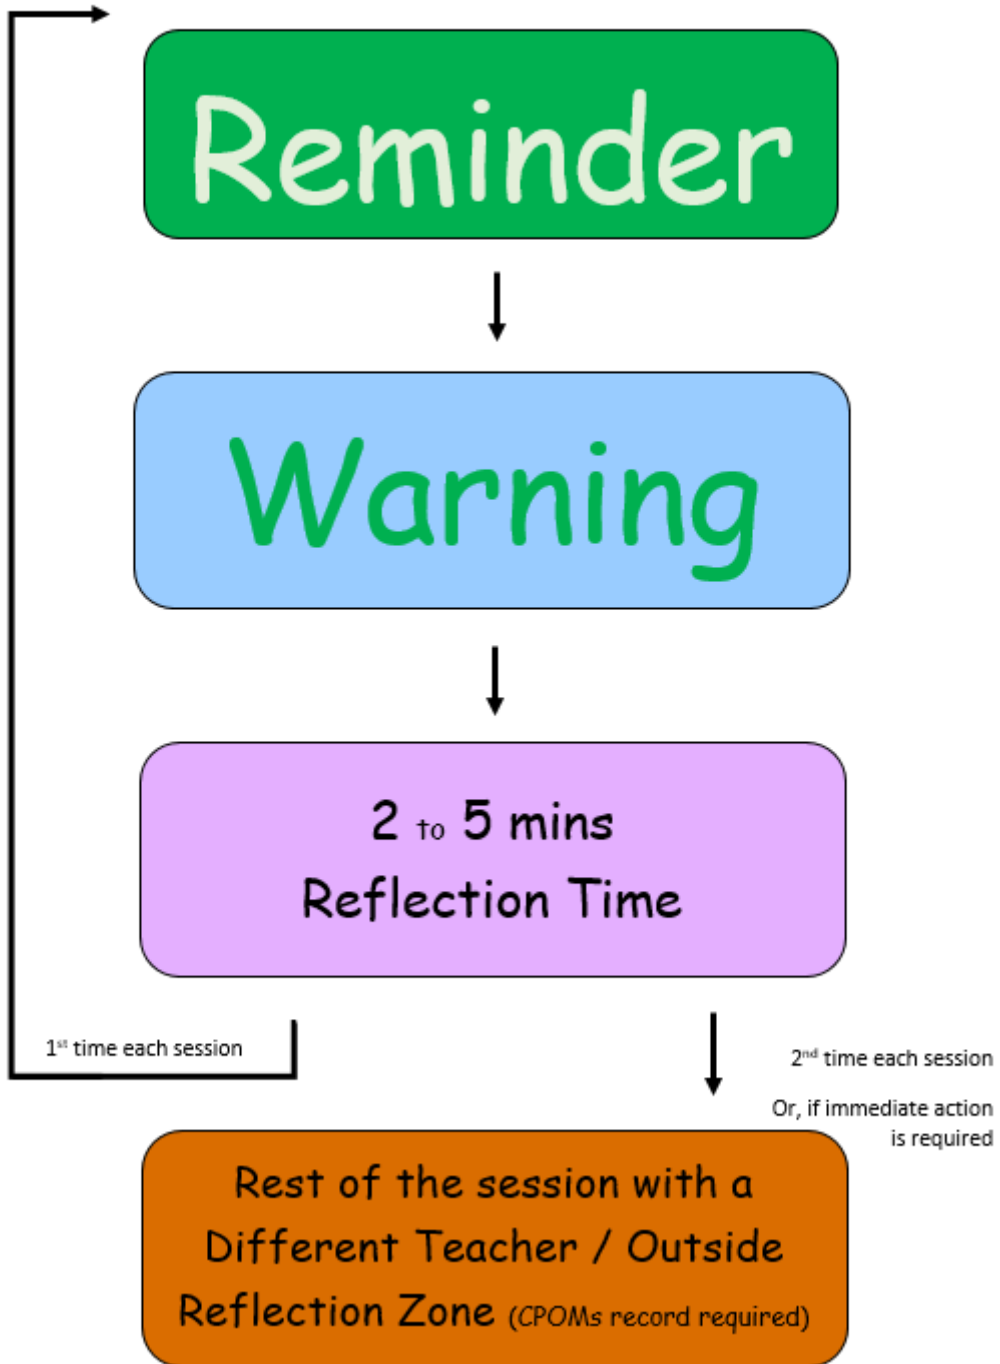 Reminder
Warning
2 to 5 mins
Reflection Time
1st time each session
2nd time each session
Or, if immediate action
is required
Rest of the session with a
Different Teacher / Outside
Reflection Zone (CPOMs record required)